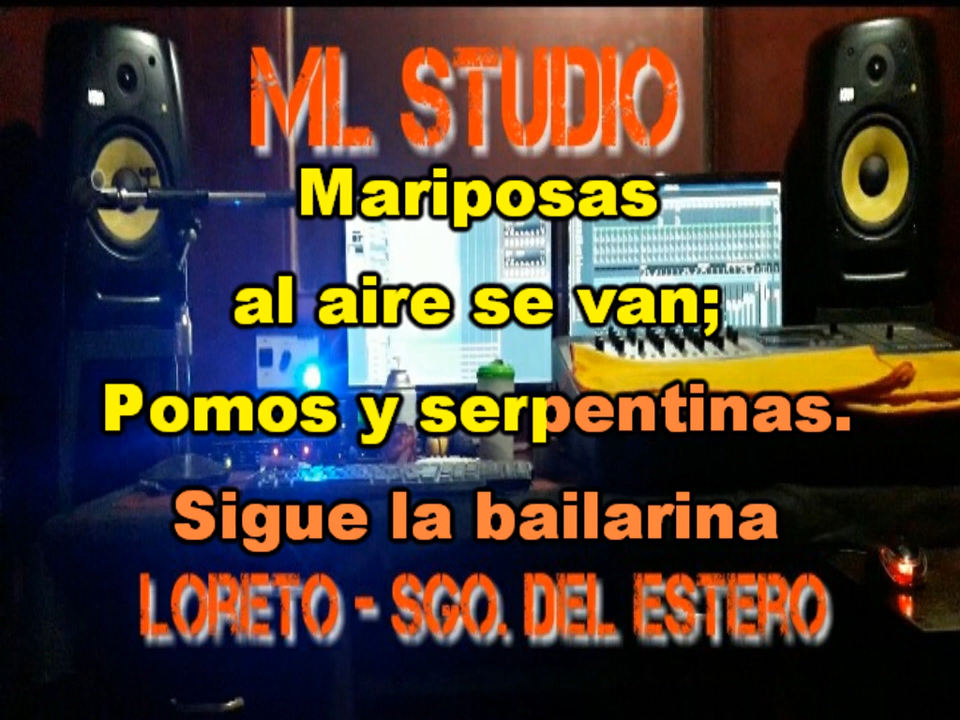 ML STUDIO
Mariposas
al aire se van;
Pomos y serpentinas.
Sigue la bailarina
LORETO - SGO. DEL ESTERO